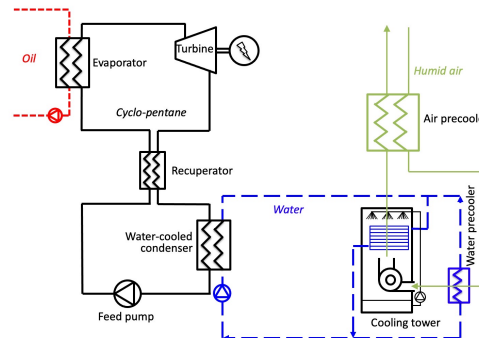 Oil
Evaporator
Turbine
Humid air
Cyclo-pentane
Air precool
Recuperator
Water
Water-cooled
condenser
Water precooler
Feed pump
Cooling tower